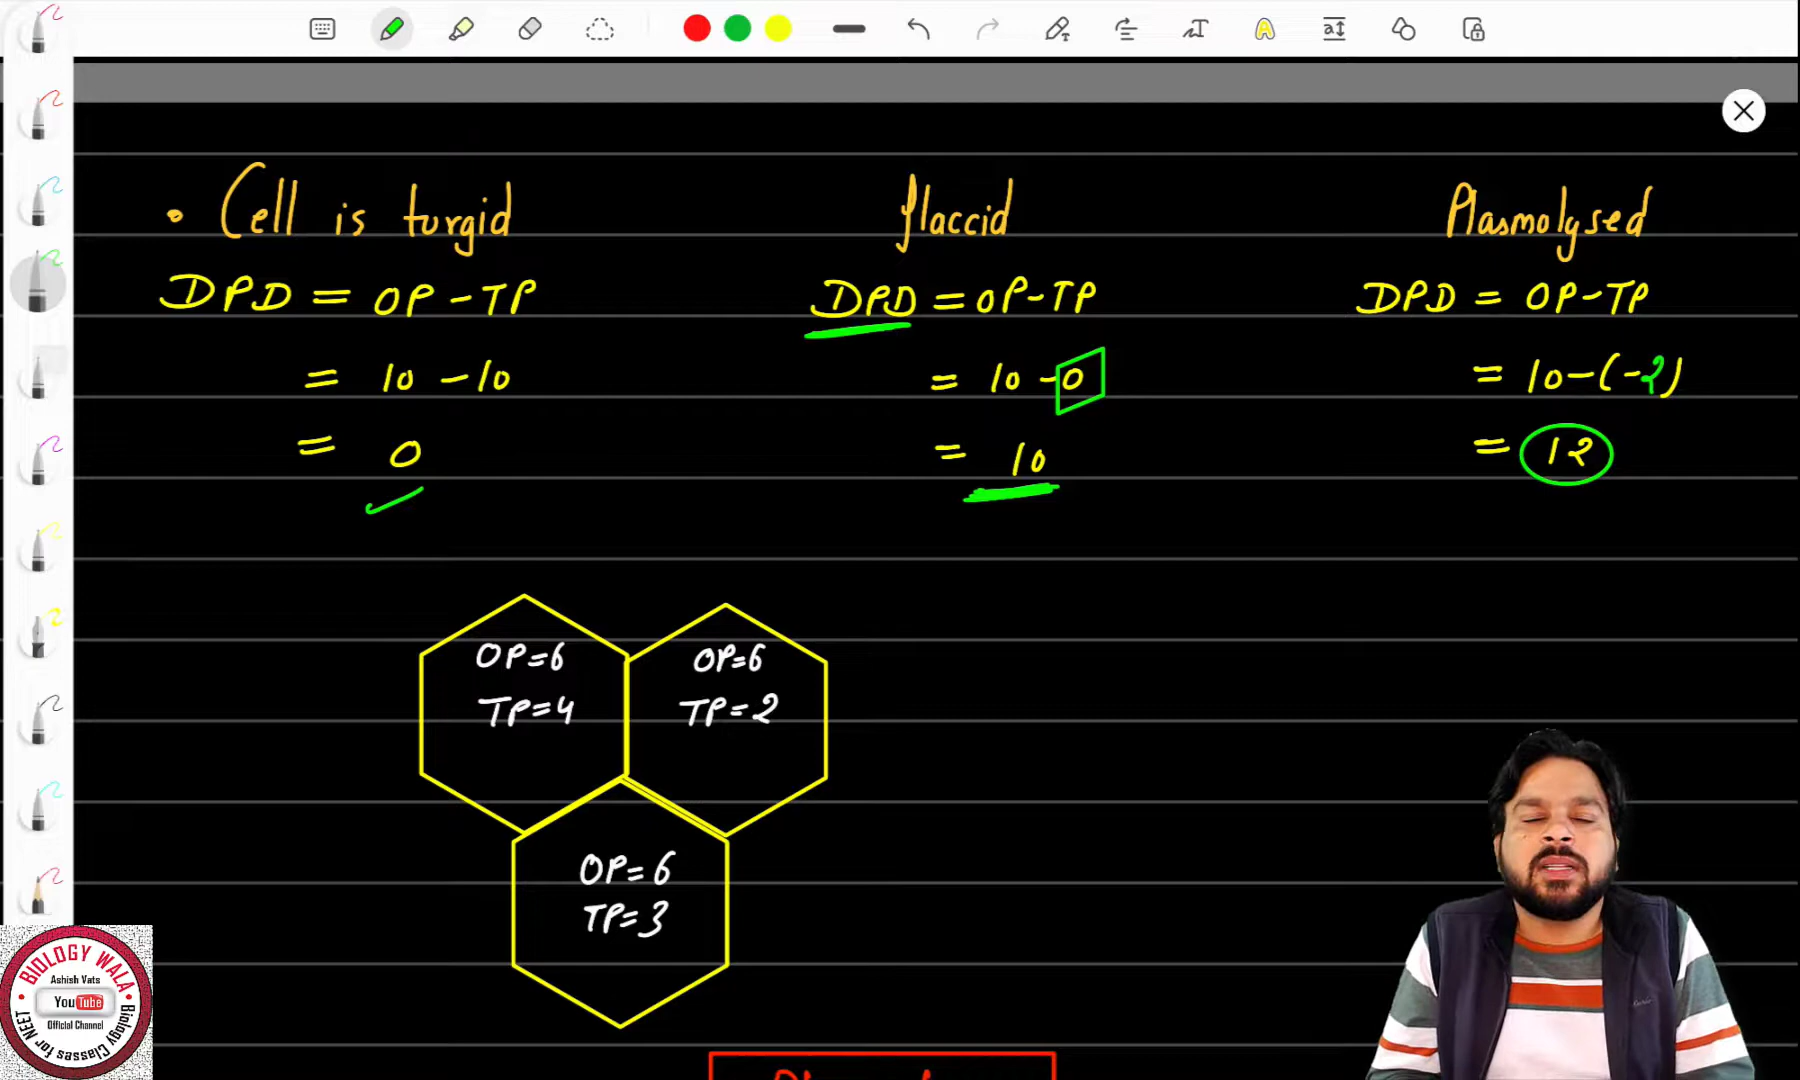 • Cell is turgid
flaccid
Plasmolysed
DPD = OP - TP
DPD = OP - TP
DPD = OP - TP
= 10 - 10
= 10 - 0
= 10 - (-2)
= 0
= 10
= 12
OP = 6
TP = 4
OP = 6
TP = 2
OP = 6
TP = 3
BIOLOGY WALA
Ashish Vats
YouTube
Official Channel
Biology Classes for NEET